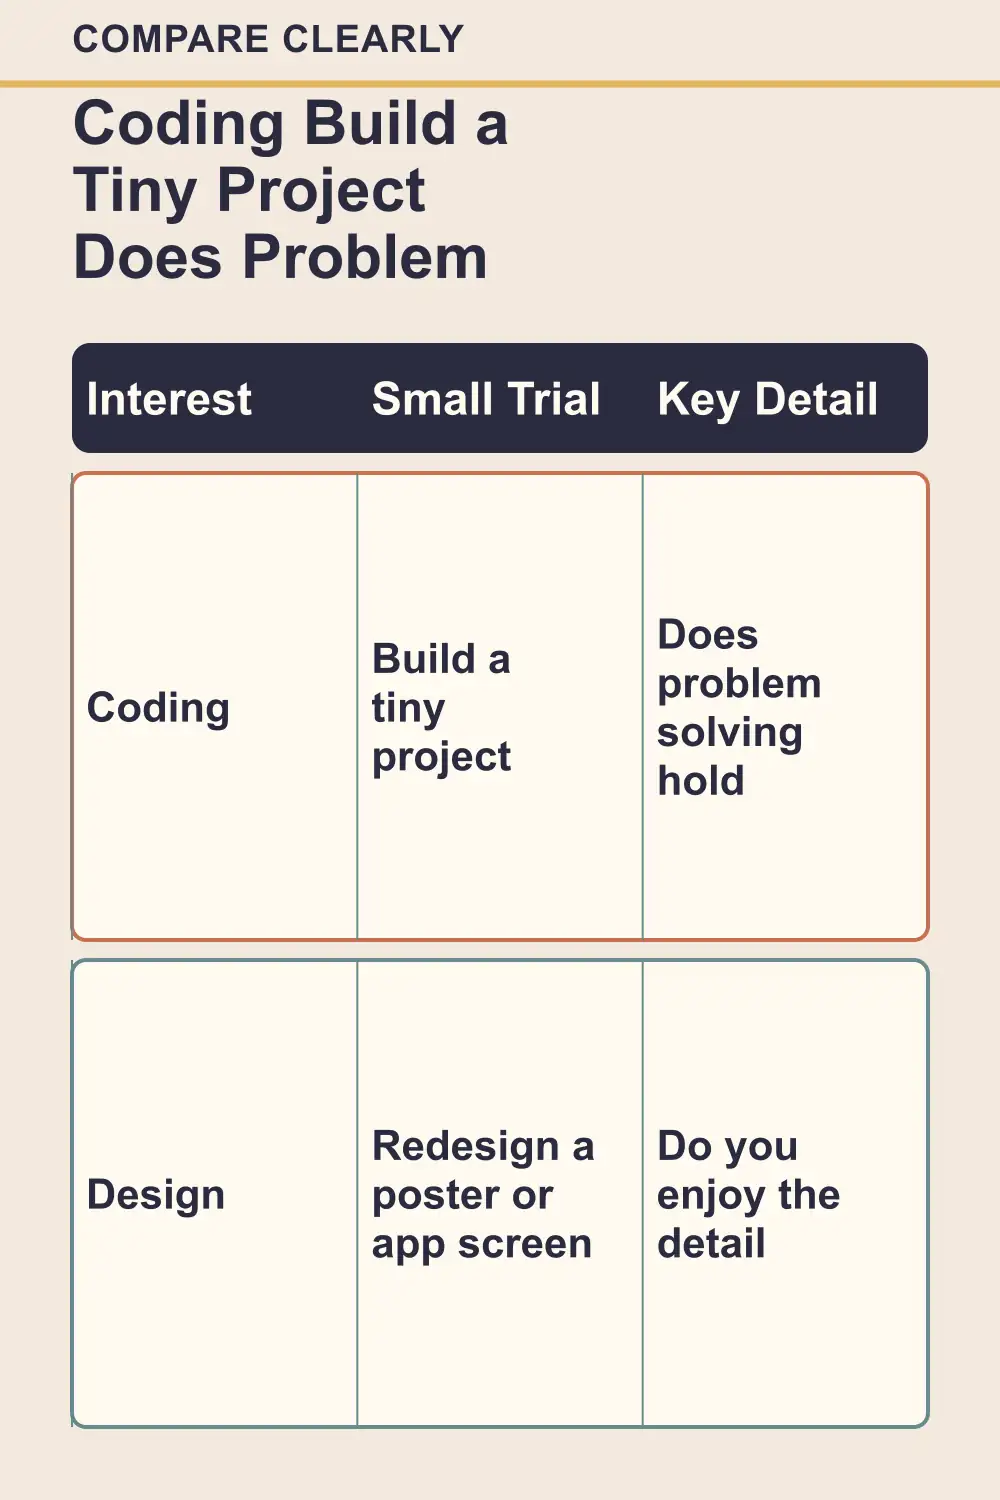 COMPARE CLEARLY
Coding Build a
Tiny Project
Does Problem
Interest
Small Trial
Key Detail
Coding
Build a
tiny
project
Does
problem
solving
hold
Design
Redesign a
poster or
app screen
Do you
enjoy the
detail